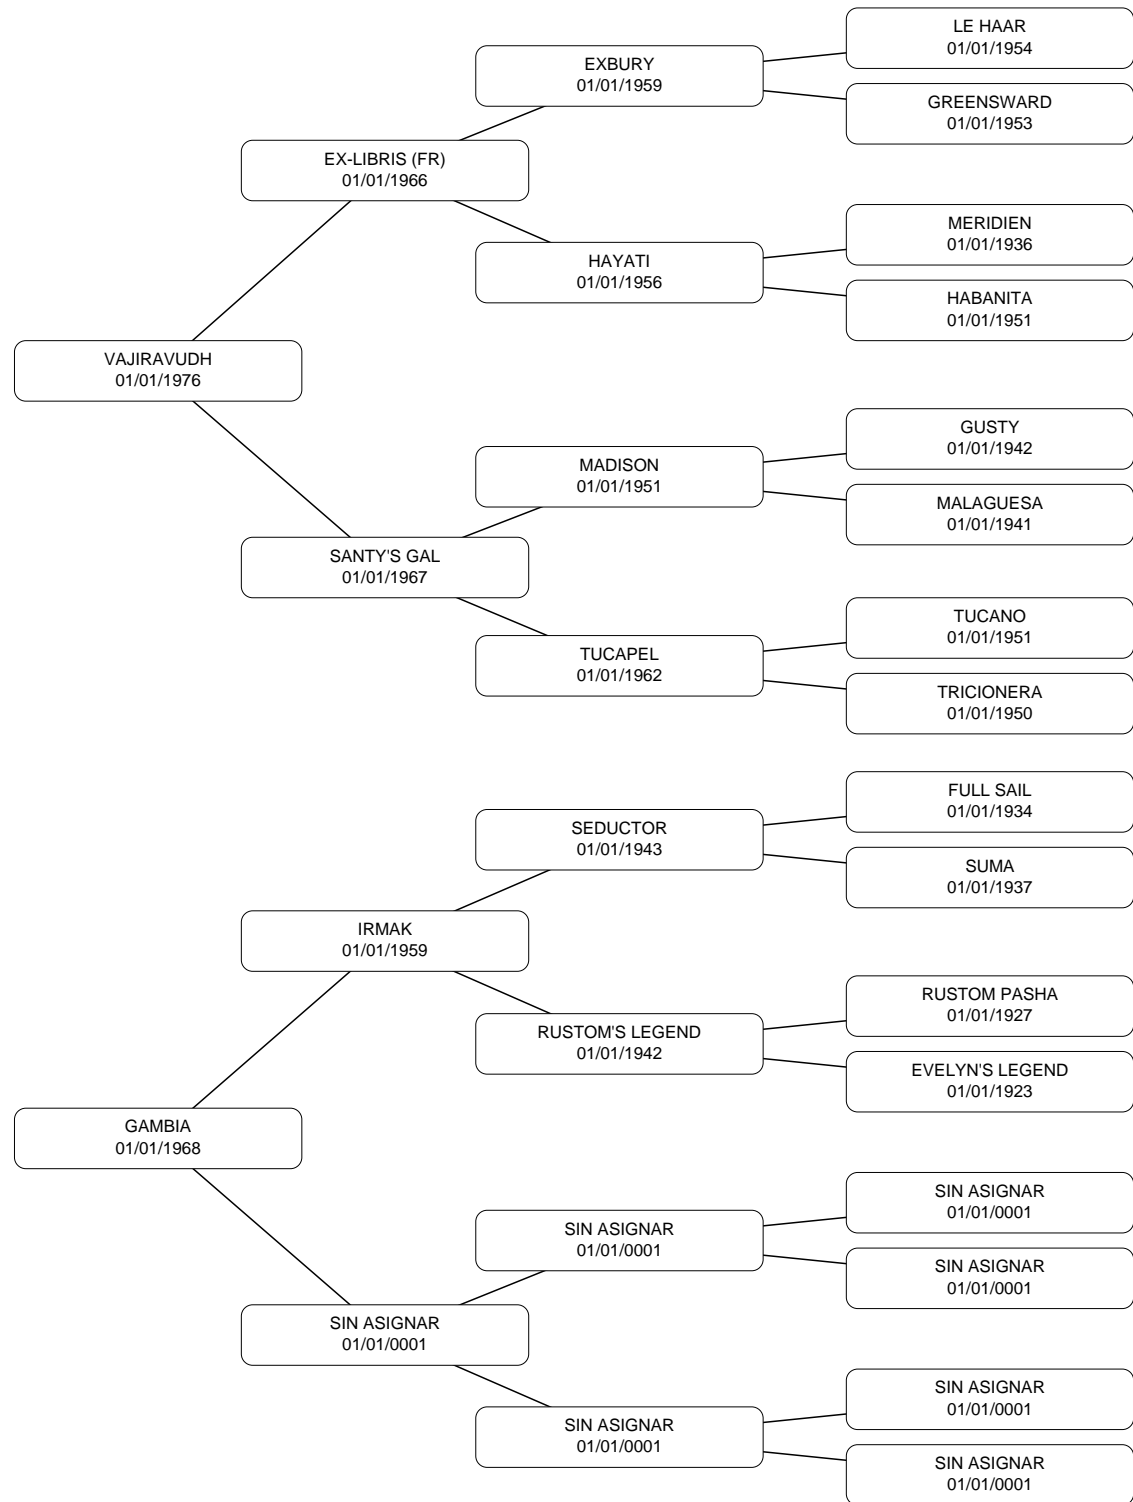 LE HAAR
01/01/1954
EXBURY
01/01/1959
GREENSWARD
01/01/1953
EX-LIBRIS (FR)
01/01/1966
MERIDIEN
01/01/1936
HAYATI
01/01/1956
HABANITA
01/01/1951
VAJIRAVUDH
01/01/1976
GUSTY
01/01/1942
MADISON
01/01/1951
MALAGUESA
01/01/1941
SANTY'S GAL
01/01/1967
TUCANO
01/01/1951
TUCAPEL
01/01/1962
TRICIONERA
01/01/1950
FULL SAIL
01/01/1934
SEDUCTOR
01/01/1943
SUMA
01/01/1937
IRMAK
01/01/1959
RUSTOM PASHA
01/01/1927
RUSTOM'S LEGEND
01/01/1942
EVELYN'S LEGEND
01/01/1923
GAMBIA
01/01/1968
SIN ASIGNAR
01/01/0001
SIN ASIGNAR
01/01/0001
SIN ASIGNAR
01/01/0001
SIN ASIGNAR
01/01/0001
SIN ASIGNAR
01/01/0001
SIN ASIGNAR
01/01/0001
SIN ASIGNAR
01/01/0001